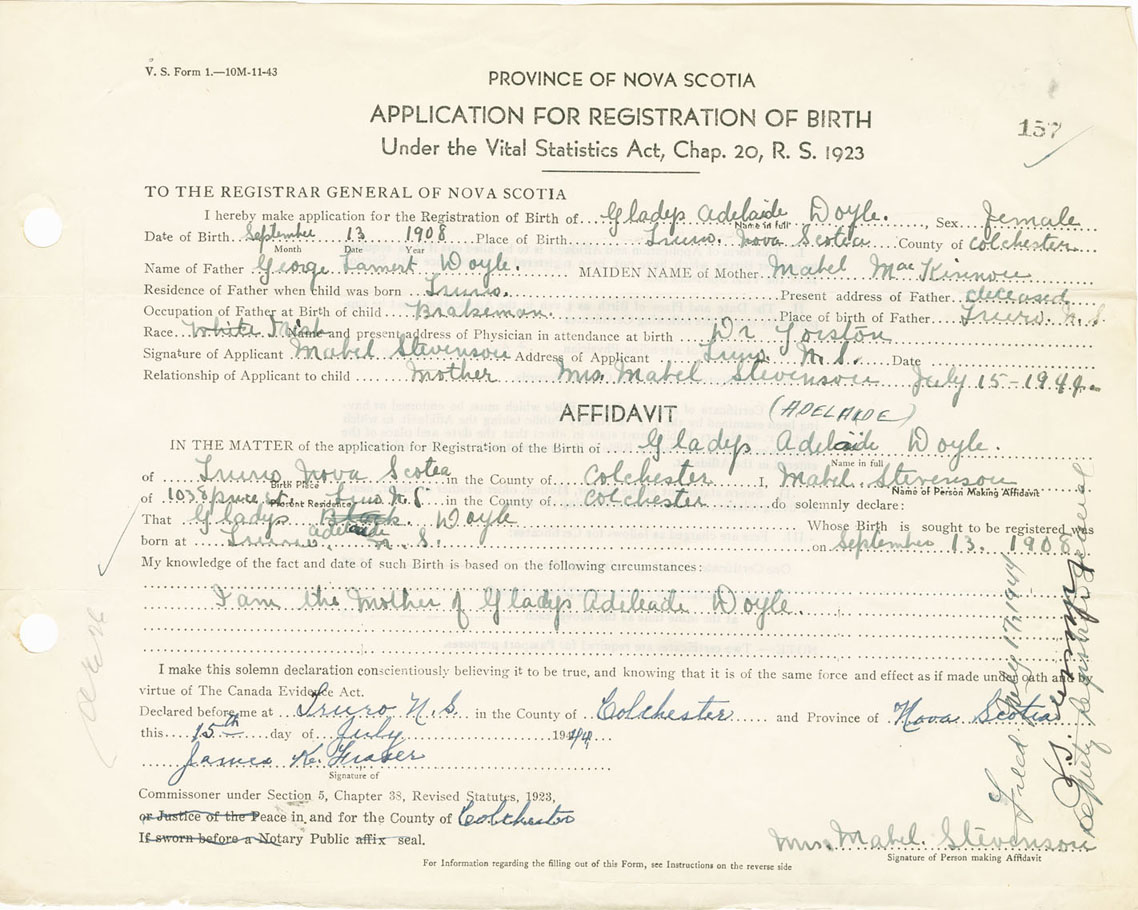 V. S. Form 1.—10M-11-43
PROVINCE OF NOVA SCOTIA
APPLICATION FOR REGISTRATION OF BIRTH
157
Under the Vital Statistics Act, Chap. 20, R. S. 1923
TO THE REGISTRAR GENERAL OF NOVA SCOTIA
I hereby make application for the Registration of Birth of Gladys Adelaide Doyle. , Sex female
Name in full
Date of Birth September 13 1908 Place of Birth Truro. Nova Scotia County of Colchester
Month Date Year
Name of Father George Doyle. MAIDEN NAME of Mother Mabel MacKinnon
Residence of Father when child was born Truro. Present address of Father deceased
Occupation of Father at Birth of child Brakeman. Place of birth of Father Truro. N.S
Race. White Irish Name and present address of Physician in attendance at birth Dr Yorston
Signature of Applicant Mabel Stevenson Address of Applicant Truro N.S. Date
Relationship of Applicant to child Mother Mrs. Mabel Stevenson July 15-1944.
AFFIDAVIT (ADELAIDE)
IN THE MATTER of the application for Registration of the Birth of Gladys Adelaide Doyle.
Name in full
of Truro Nova Scotea in the County of Colchester I, Mabel Stevenson
Birth Place Name of Person Making Affidavit
of 103 Truro N.S in the County of Colchester do solemnly declare:
Present Residence
That Gladys Doyle Whose Birth is sought to be registered was
adelaide
born at Truro. N.S. on September 13. 1908
My knowledge of the fact and date of such Birth is based on the following circumstances:
I am the Mother of Gladys Adeleade Doyle.
I make this solemn declaration conscientiously believing it to be true, and knowing that it is of the same force and effect as if made under oath and by
virtue of The Canada Evidence Act.
Declared before me at Truro N.S. in the County of Colchester and Province of Nova Scotia
this 15th day of July 1944
James K. Fraser
Signature of
Commissioner under Section 5, Chapter 38, Revised Statutes, 1923,
or Justice of the Peace in and for the County of Colchester
If sworn before a Notary Public affix seal.
Mrs. Mabel. Stevenson
Signature of Person making Affidavit
For Information regarding the filling out of this Form, see Instructions on the reverse side
Filed July 17, 1944
Deputy Registrar General